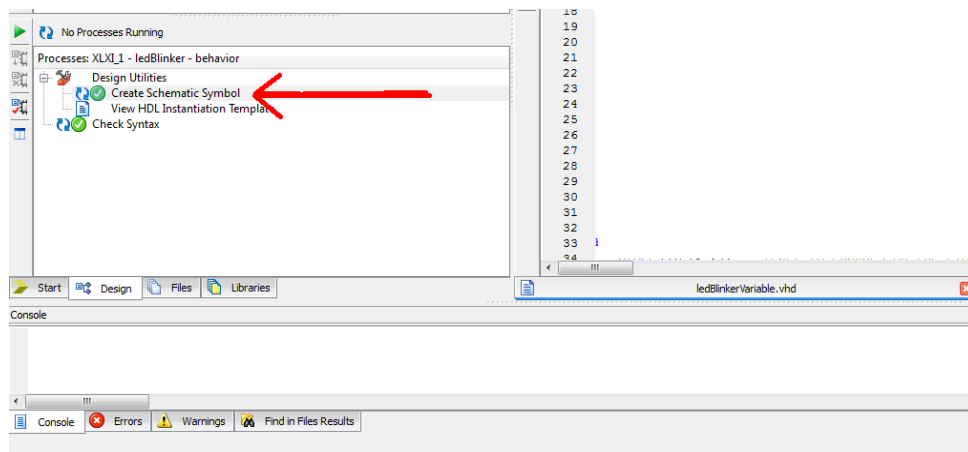 No Processes Running
Processes: XLXI_1 - ledBlinker - behavior
Design Utilities
Create Schematic Symbol
View HDL Instantiation Template
Check Syntax
18
19
20
21
22
23
24
25
26
27
28
29
30
31
32
33
34
Start Design Files Libraries
ledBlinkerVariable.vhd
Console
Console Errors Warnings Find in Files Results